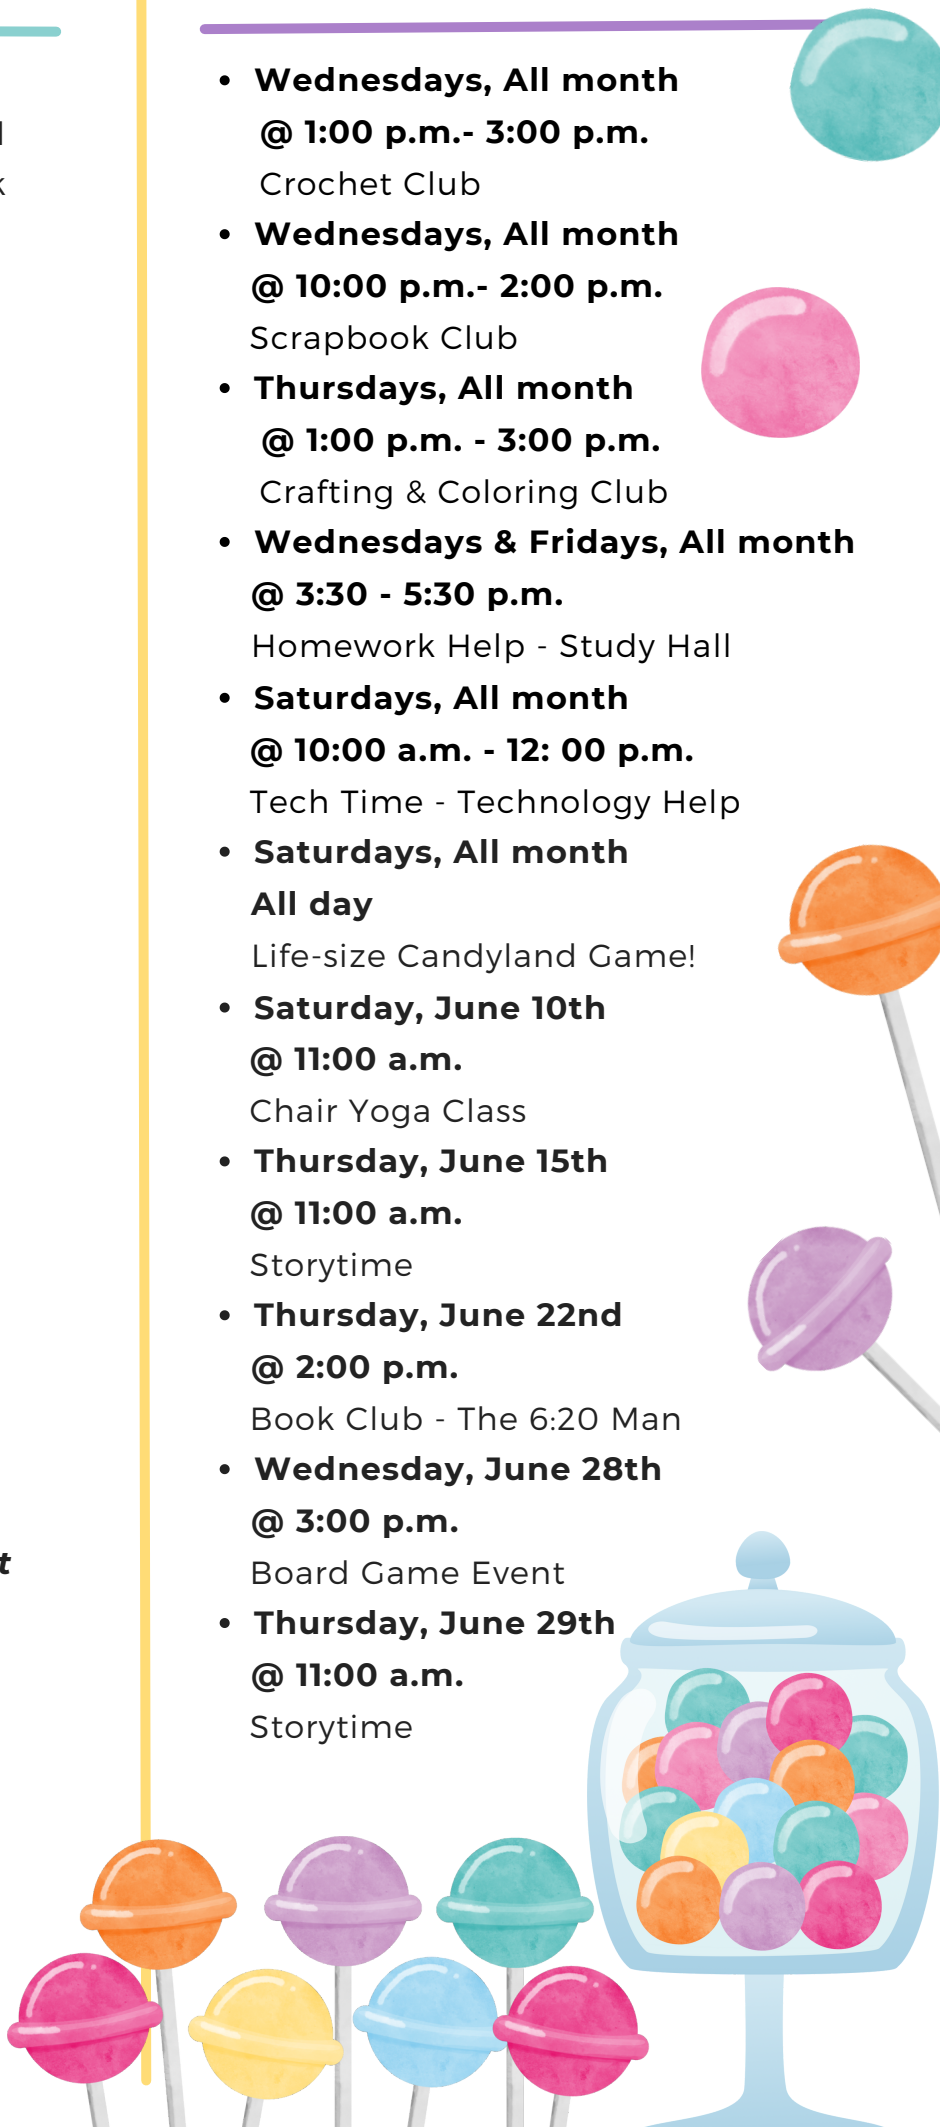 Wednesdays, All month
@ 1:00 p.m.- 3:00 p.m.
Crochet Club
Wednesdays, All month
@ 10:00 p.m.- 2:00 p.m.
Scrapbook Club
Thursdays, All month
@ 1:00 p.m. - 3:00 p.m.
Crafting & Coloring Club
Wednesdays & Fridays, All month
@ 3:30 - 5:30 p.m.
Homework Help - Study Hall
Saturdays, All month
@ 10:00 a.m. - 12: 00 p.m.
Tech Time - Technology Help
Saturdays, All month
All day
Life-size Candyland Game!
Saturday, June 10th
@ 11:00 a.m.
Chair Yoga Class
Thursday, June 15th
@ 11:00 a.m.
Storytime
Thursday, June 22nd
@ 2:00 p.m.
Book Club - The 6:20 Man
Wednesday, June 28th
@ 3:00 p.m.
Board Game Event
Thursday, June 29th
@ 11:00 a.m.
Storytime